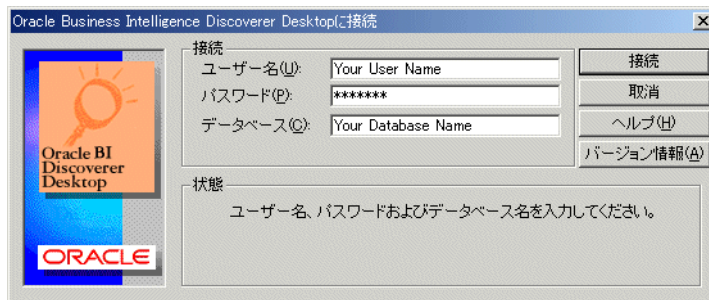 Oracle Business Intelligence Discoverer Desktopに接続
接続
ユーザー名(U):
Your User Name
パスワード(P):
*******
データベース(C):
Your Database Name
接続
取消
ヘルプ(H)
バージョン情報(A)
Oracle BI
Discoverer
Desktop
ORACLE
状態
ユーザー名、パスワードおよびデータベース名を入力してください。